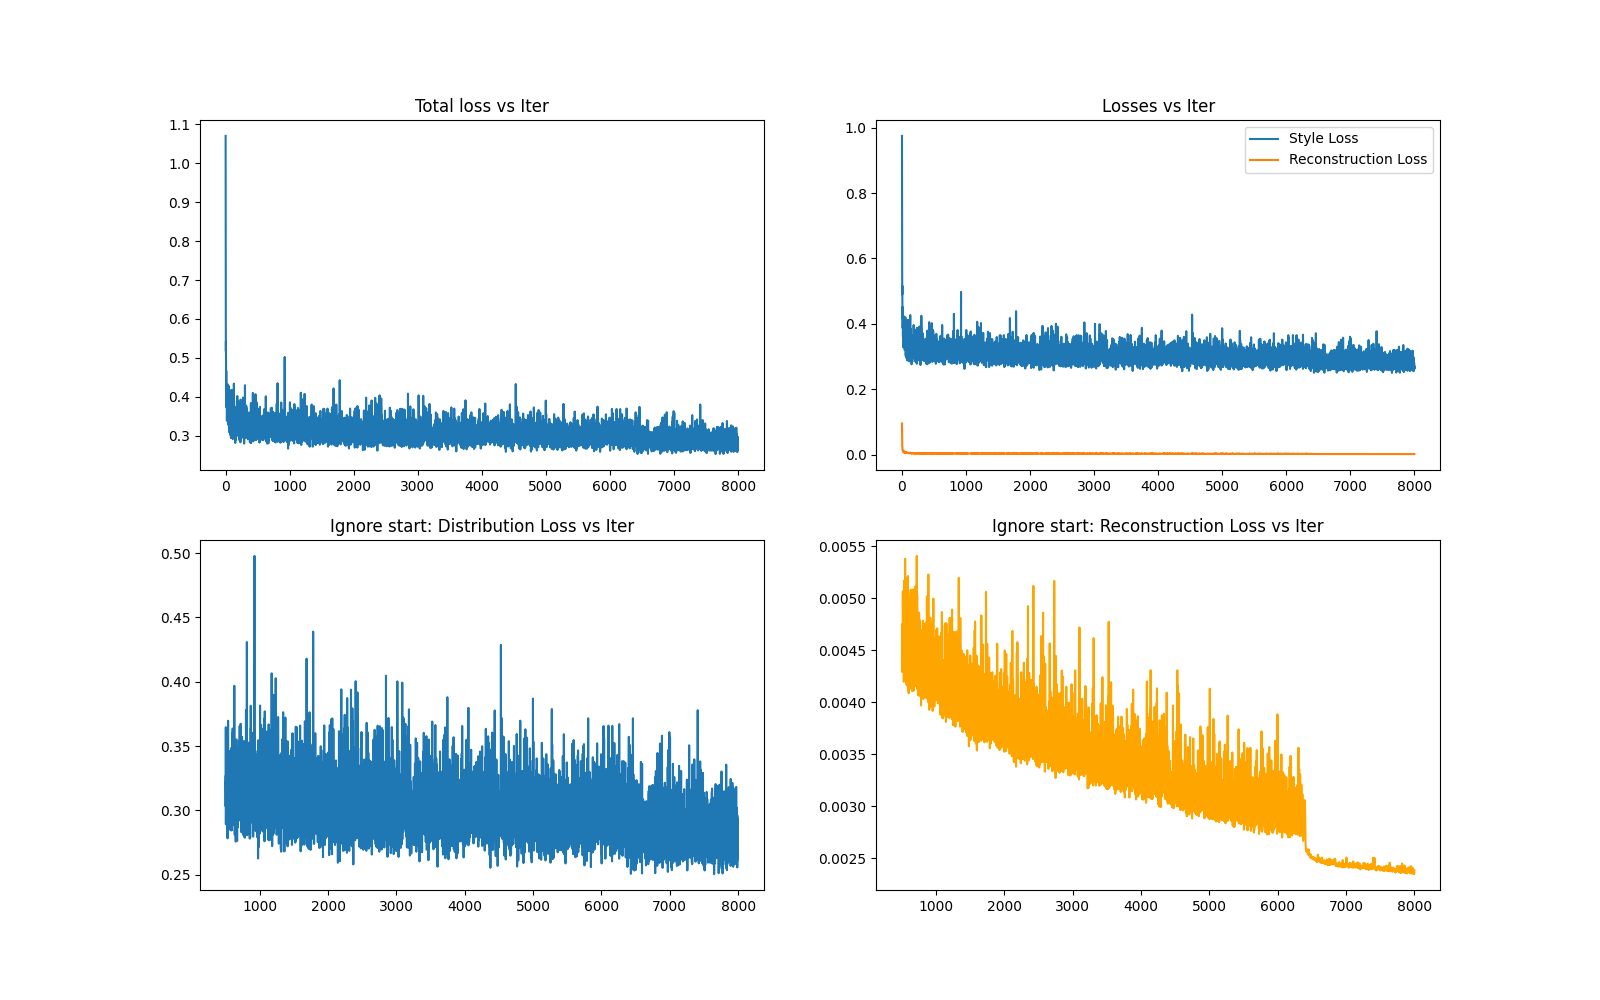 Total loss vs Iter
1.1
1.0
0.9
0.8
0.7
0.6
0.5
0.4
0.3
0 1000 2000 3000 4000 5000 6000 7000 8000
Losses vs Iter
Style Loss
Reconstruction Loss
1.0
0.8
0.6
0.4
0.2
0.0
0 1000 2000 3000 4000 5000 6000 7000 8000
Ignore start: Distribution Loss vs Iter
0.50
0.45
0.40
0.35
0.30
0.25
1000 2000 3000 4000 5000 6000 7000 8000
Ignore start: Reconstruction Loss vs Iter
0.0055
0.0050
0.0045
0.0040
0.0035
0.0030
0.0025
1000 2000 3000 4000 5000 6000 7000 8000